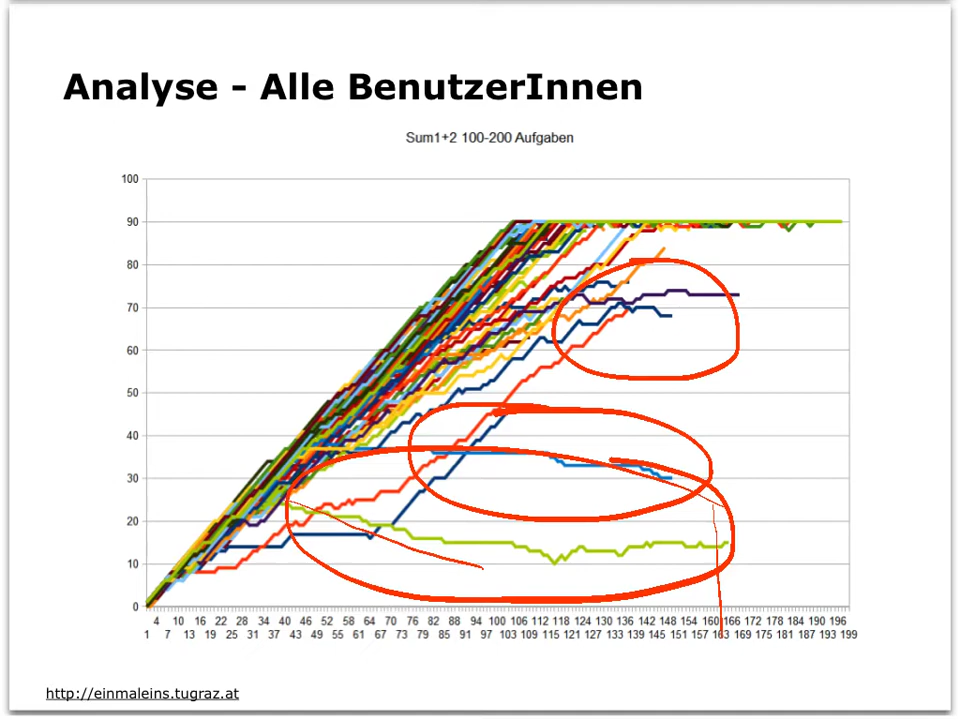 Analyse - Alle BenutzerInnen
Sum1+2 100-200 Aufgaben
100
90
80
70
60
50
40
30
20
10
0
4 10 16 22 28 34 40 46 52 58 64 70 76 82 88 94 100 106 112 118 124 130 136 142 148 154 160 166 172 178 184 190 196
1 7 13 19 25 31 37 43 49 55 61 67 73 79 85 91 97 103 109 115 121 127 133 139 145 151 157 163 169 175 181 187 193 199
http://einmaleins.tugraz.at